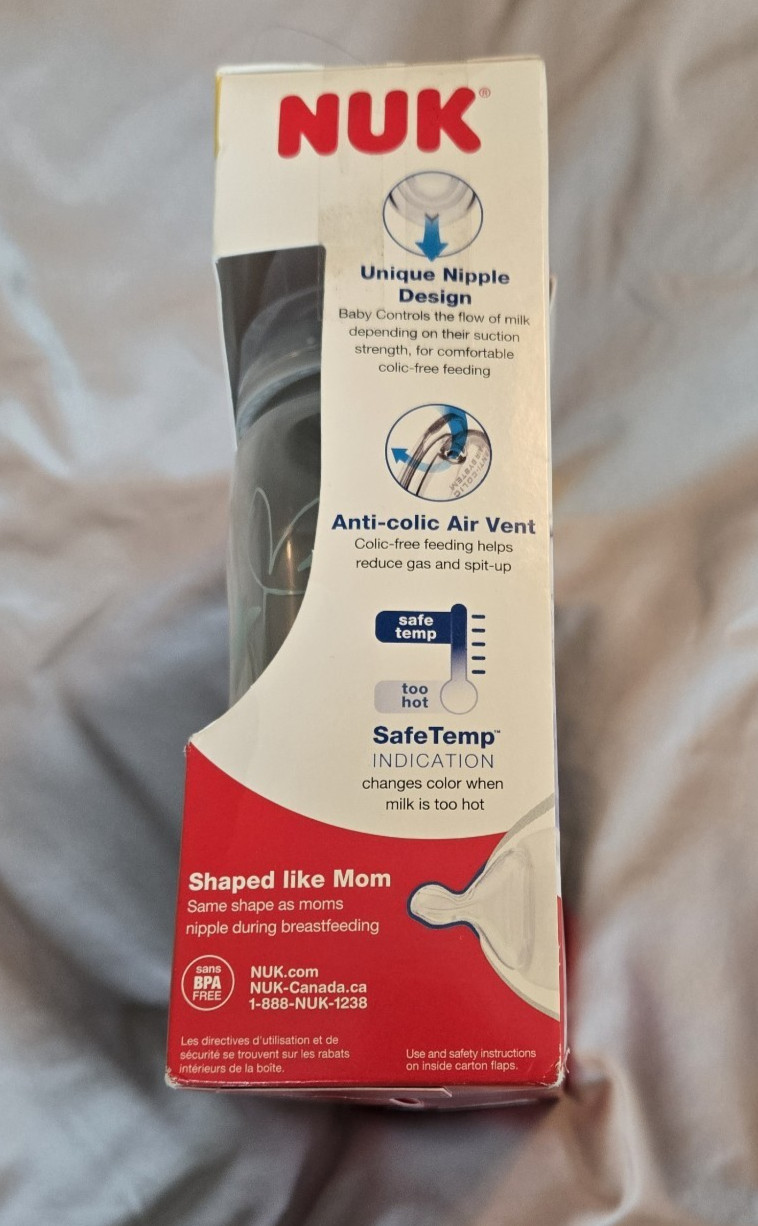 NUK®
Unique Nipple
Design
Baby Controls the flow of milk
depending on their suction
strength, for comfortable
colic-free feeding
ANTI-COLIC
SYSTEM
Anti-colic Air Vent
Colic-free feeding helps
reduce gas and spit-up
safe
temp
too
hot
SafeTemp™
INDICATION
changes color when
milk is too hot
Shaped like Mom
Same shape as moms
nipple during breastfeeding
sans
BPA
FREE
NUK.com
NUK-Canada.ca
1-888-NUK-1238
Les directives d'utilisation et de
sécurité se trouvent sur les rabats
intérieurs de la boîte.
Use and safety instructions
on inside carton flaps.